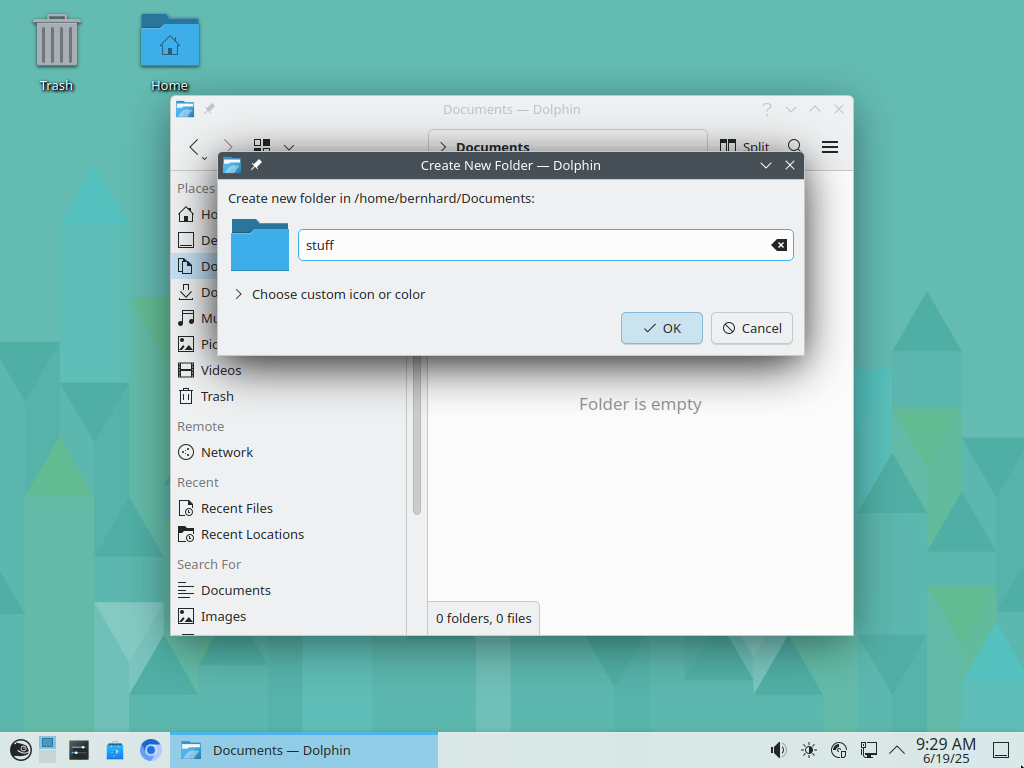 Trash
Home
Documents — Dolphin
Documents
Split
Create New Folder — Dolphin
Create new folder in /home/bernhard/Documents:
stuff
Choose custom icon or color
OK
Cancel
Places
Ho
De
Do
Do
Mu
Pic
Videos
Trash
Remote
Network
Recent
Recent Files
Recent Locations
Search For
Documents
Images
Folder is empty
0 folders, 0 files
Documents — Dolphin
9:29 AM
6/19/25